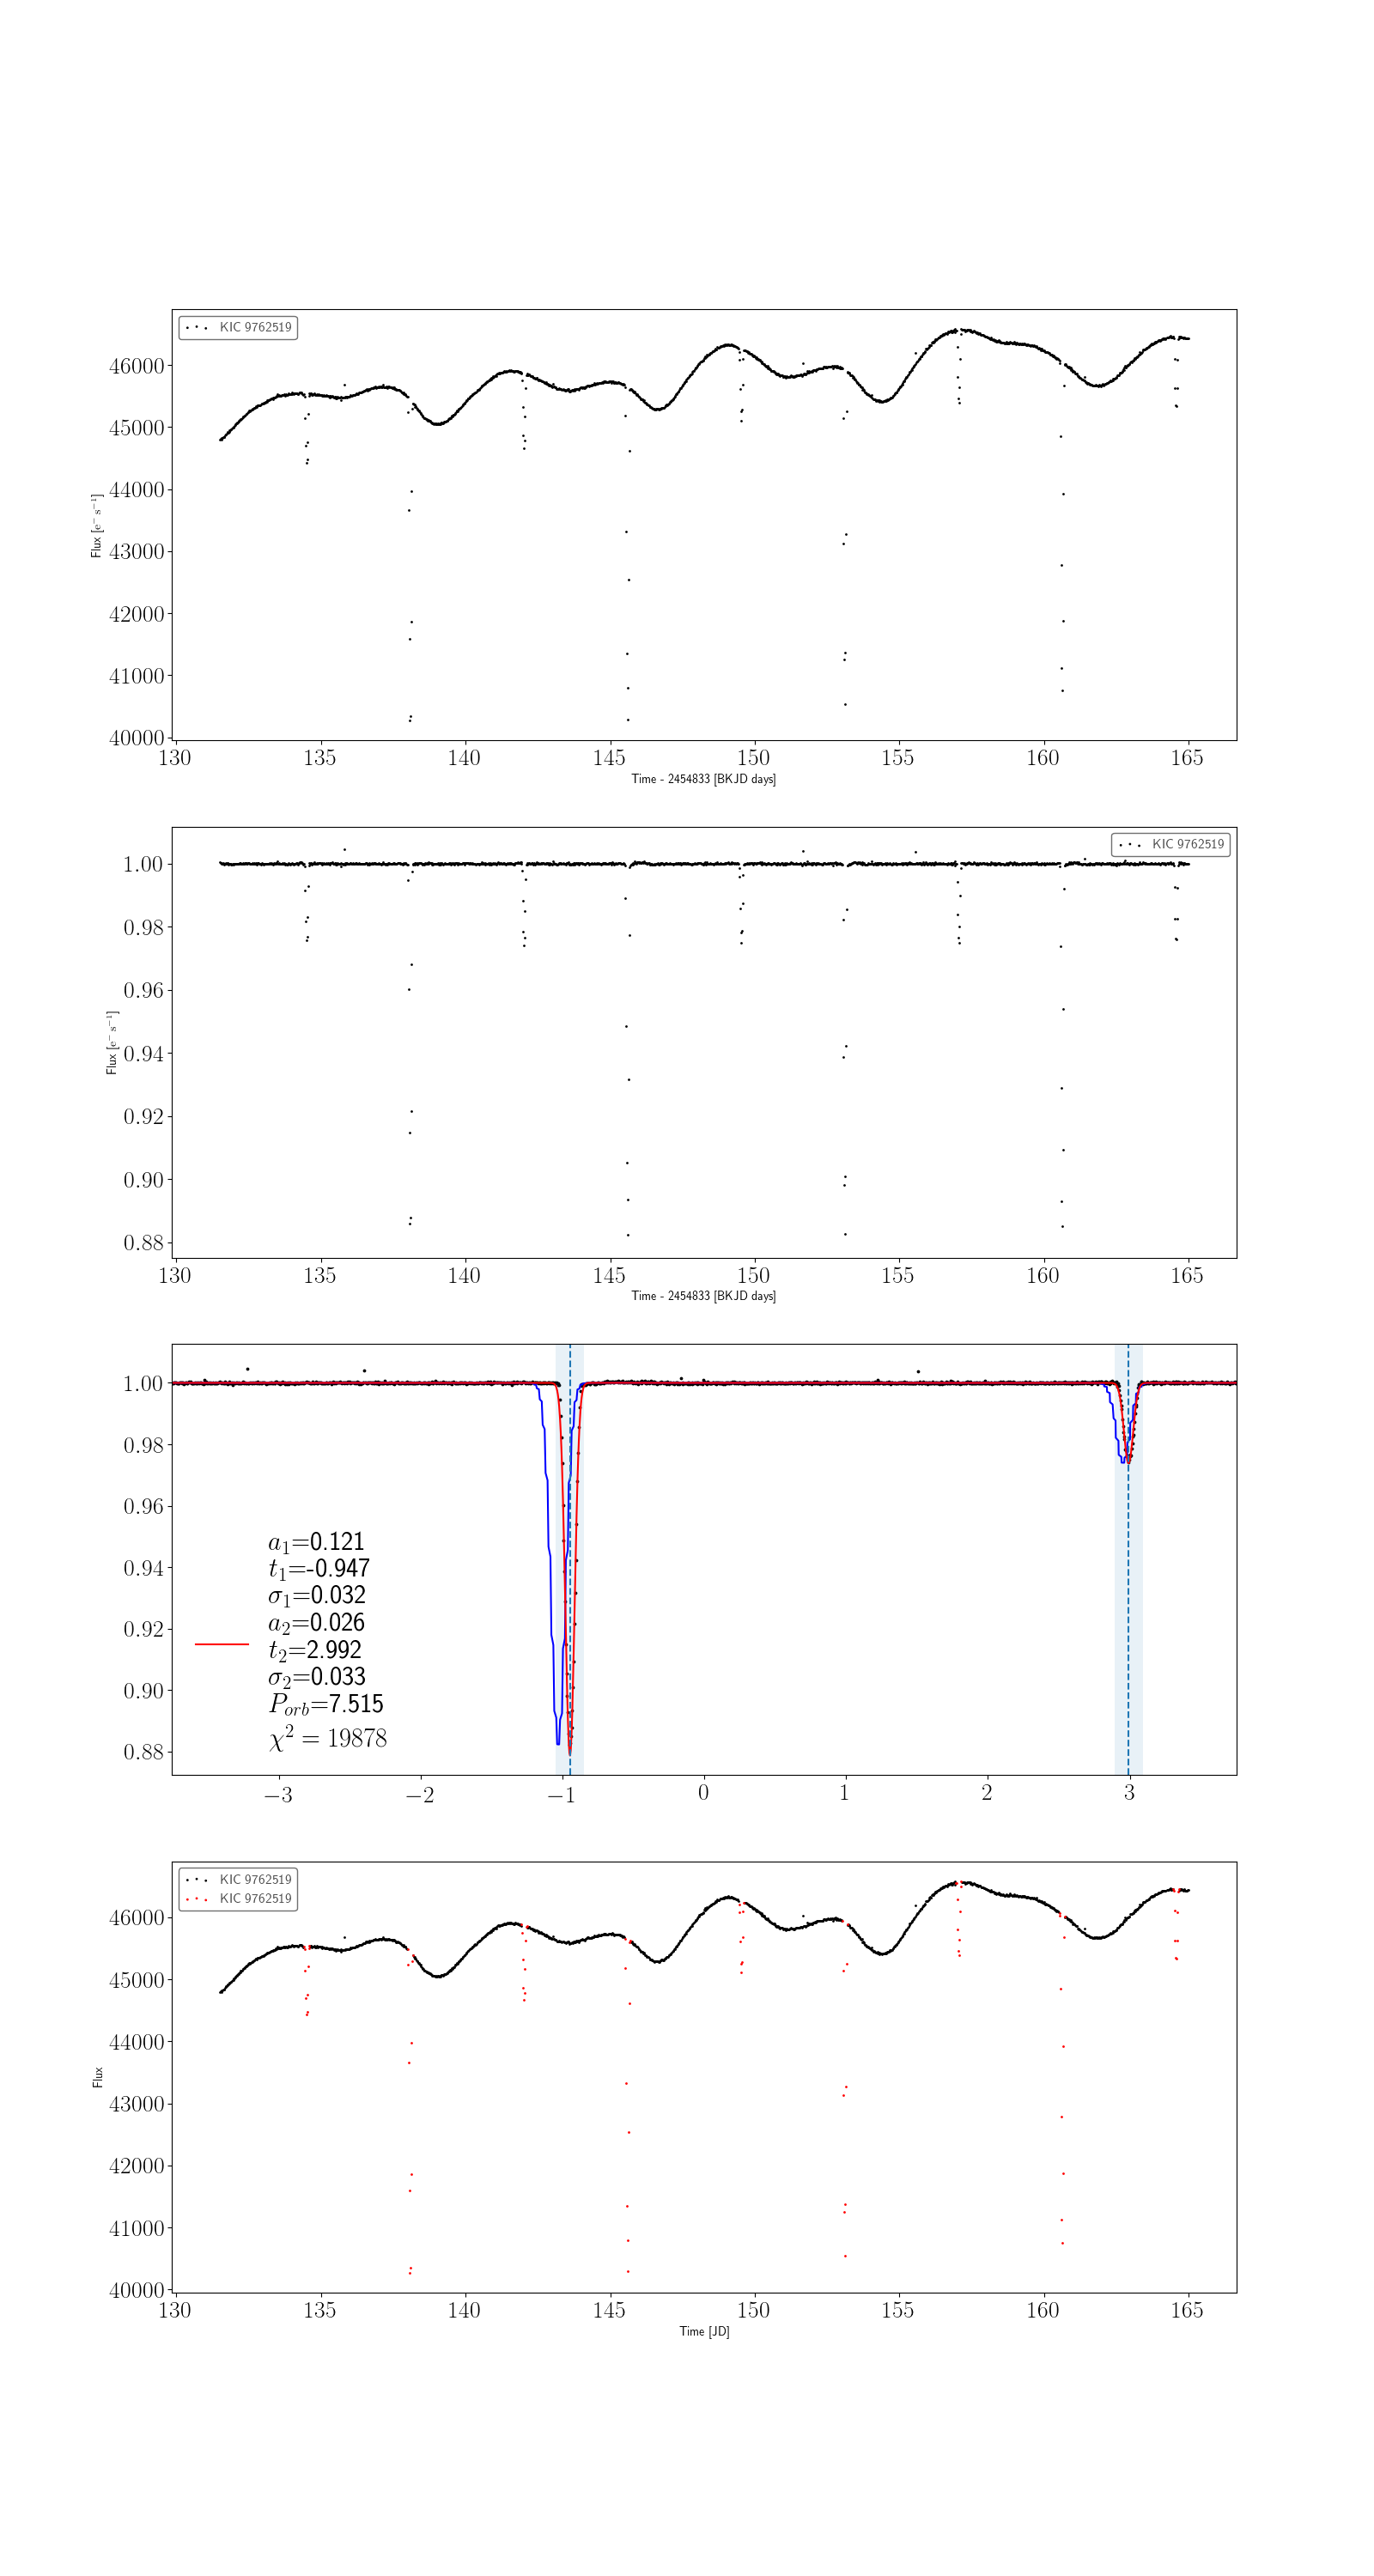 KIC 9762519
46000
45000
44000
43000
42000
41000
40000
Flux [e⁻ s⁻¹]
130 135 140 145 150 155 160 165
Time - 2454833 [BKJD days]
KIC 9762519
1.00
0.98
0.96
0.94
0.92
0.90
0.88
Flux [e⁻ s⁻¹]
130 135 140 145 150 155 160 165
Time - 2454833 [BKJD days]
1.00
0.98
0.96
0.94
0.92
0.90
0.88
a₁=0.121
t₁=-0.947
σ₁=0.032
a₂=0.026
t₂=2.992
σ₂=0.033
P_orb=7.515
χ² = 19878
−3 −2 −1 0 1 2 3
KIC 9762519
KIC 9762519
46000
45000
44000
43000
42000
41000
40000
Flux
130 135 140 145 150 155 160 165
Time [JD]